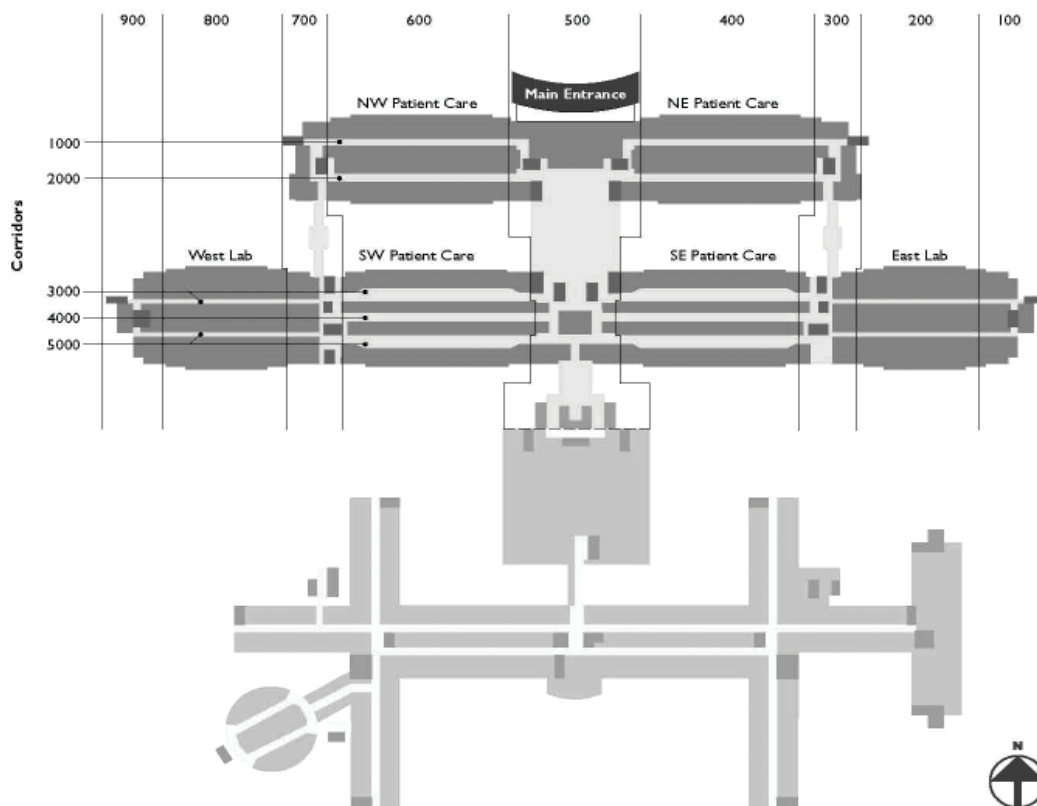 900 800 700 600 500 400 300 200 100
Main Entrance
NW Patient Care NE Patient Care
1000
2000
Corridors
West Lab SW Patient Care SE Patient Care East Lab
3000
4000
5000
N